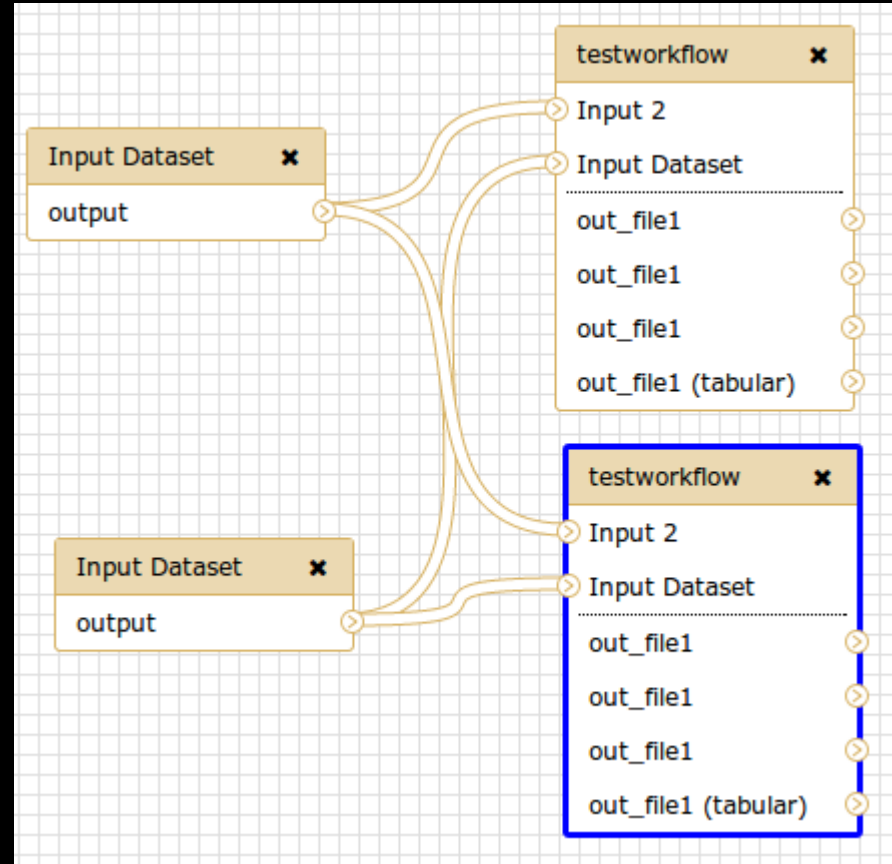 Input Dataset ✖
output
testworkflow ✖
Input 2
Input Dataset
out_file1
out_file1
out_file1
out_file1 (tabular)
Input Dataset ✖
output
testworkflow ✖
Input 2
Input Dataset
out_file1
out_file1
out_file1
out_file1 (tabular)